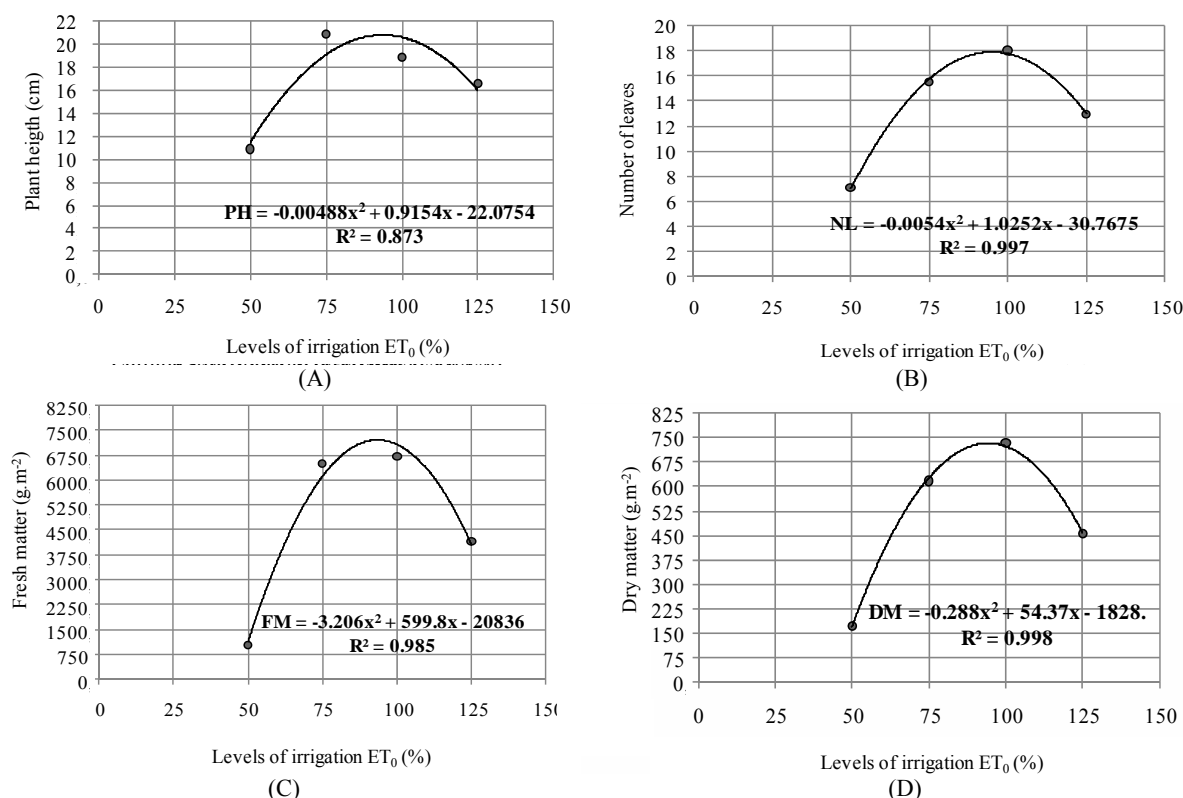 22
20
18
16
14
12
10
8
6
4
2
0
Plant heigth (cm)
PH = -0.00488x² + 0.9154x - 22.0754
R² = 0.873
0 25 50 75 100 125 150
Levels of irrigation ET₀ (%)
(A)
20
18
16
14
12
10
8
6
4
2
0
Number of leaves
NL = -0.0054x² + 1.0252x - 30.7675
R² = 0.997
0 25 50 75 100 125 150
Levels of irrigation ET₀ (%)
(B)
8250
7500
6750
6000
5250
4500
3750
3000
2250
1500
750
0
Fresh matter (g.m⁻²)
FM = -3.206x² + 599.8x - 20836
R² = 0.985
0 25 50 75 100 125 150
Levels of irrigation ET₀ (%)
(C)
825
750
675
600
525
450
375
300
225
150
75
0
Dry matter (g.m⁻²)
DM = -0.288x² + 54.37x - 1828.
R² = 0.998
0 25 50 75 100 125 150
Levels of irrigation ET₀ (%)
(D)